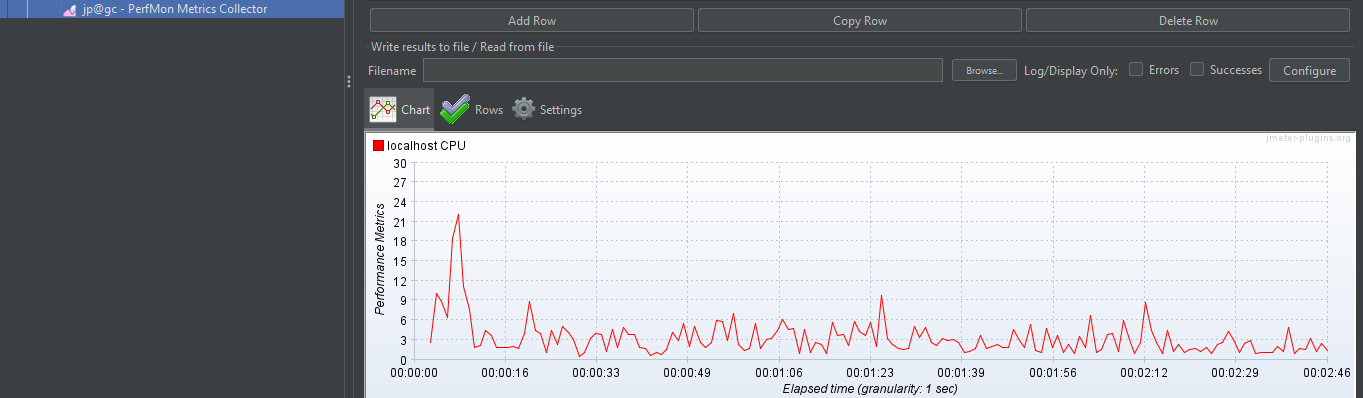 jp@gc - PerfMon Metrics Collector
Add Row Copy Row Delete Row
Write results to file / Read from file
Filename Browse... Log/Display Only: Errors Successes Configure
Chart Rows Settings
jmeter-plugins.org
localhost CPU
30
27
24
21
18
15
12
9
6
3
0
Performance Metrics
00:00:00 00:00:16 00:00:33 00:00:49 00:01:06 00:01:23 00:01:39 00:01:56 00:02:12 00:02:29 00:02:46
Elapsed time (granularity: 1 sec)